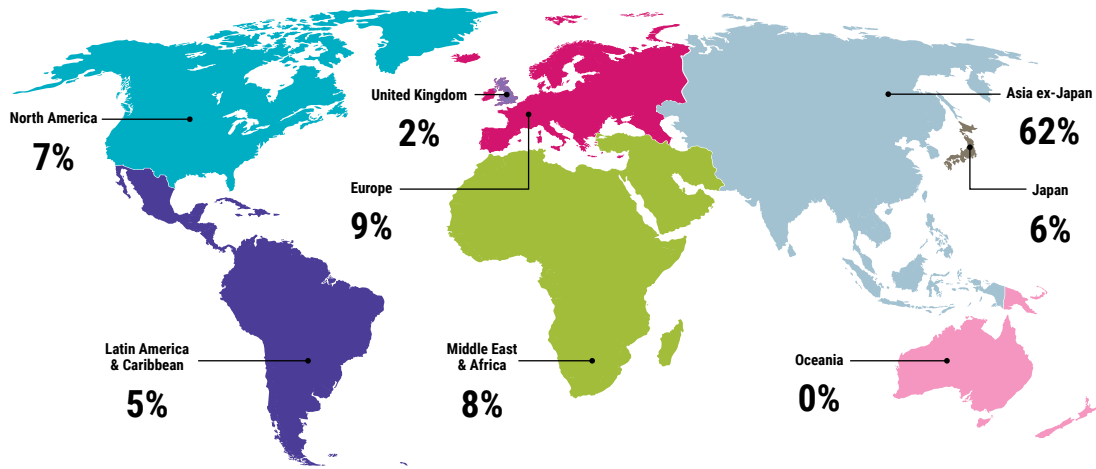 North America
7%
United Kingdom
2%
Europe
9%
Asia ex-Japan
62%
Japan
6%
Latin America
& Caribbean
5%
Middle East
& Africa
8%
Oceania
0%